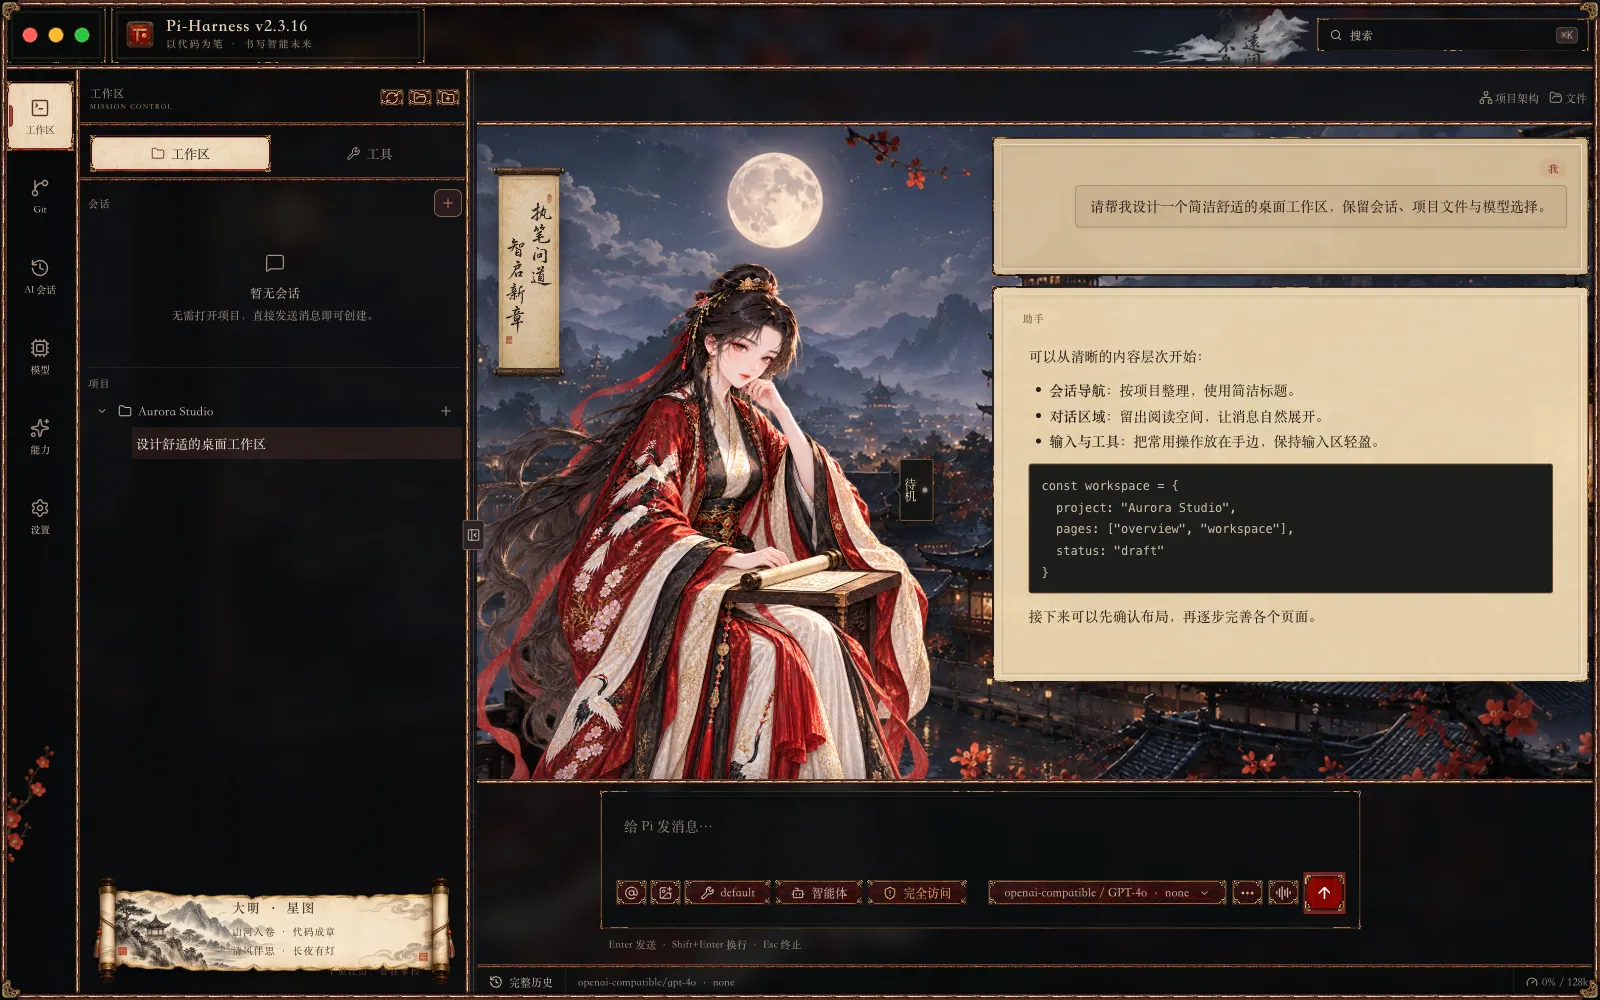 Pi-Harness v2.3.16
以代码为笔 · 书写智能未来
搜索
⌘K
工作区
Git
AI 会话
模型
能力
设置
工作区
MISSION CONTROL
工作区
工具
会话
暂无会话
无需打开项目，直接发送消息即可创建。
项目
Aurora Studio
设计舒适的桌面工作区
大明 · 星图
山河入卷 · 代码成章
清风伴思 · 长夜有灯
项目架构
文件
执笔问道
智启新章
待机
我
请帮我设计一个简洁舒适的桌面工作区，保留会话、项目文件与模型选择。
助手
可以从清晰的内容层次开始：
会话导航：按项目整理，使用简洁标题。
对话区域：留出阅读空间，让消息自然展开。
输入与工具：把常用操作放在手边，保持输入区轻盈。
const workspace = {
project: "Aurora Studio",
pages: ["overview", "workspace"],
status: "draft"
}
接下来可以先确认布局，再逐步完善各个页面。
给 Pi 发消息…
default
智能体
完全访问
openai-compatible / GPT-4o · none
Enter 发送 · Shift+Enter 换行 · Esc 终止
完整历史
openai-compatible/gpt-4o · none
0% / 128k